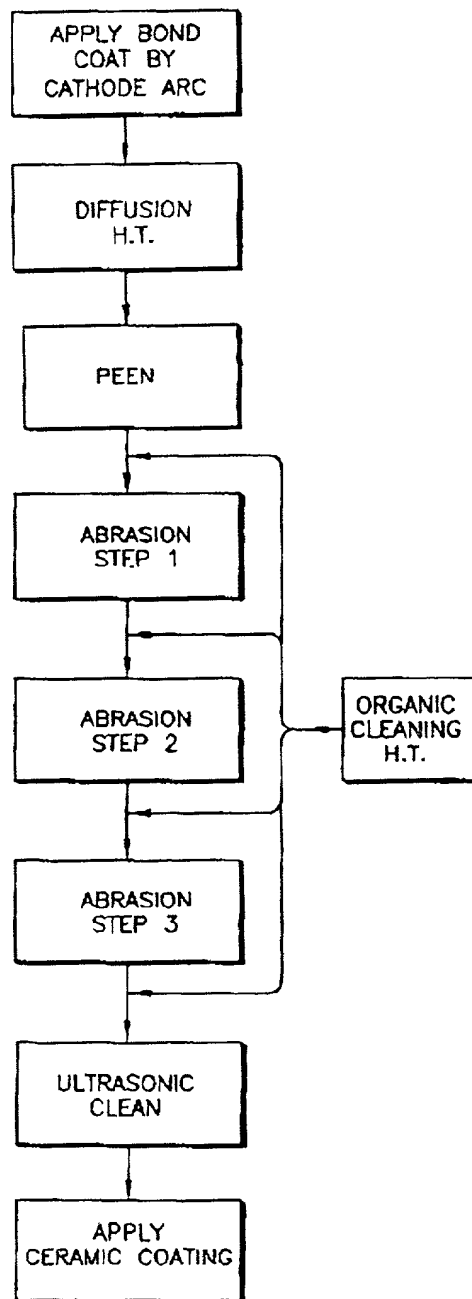 APPLY BOND
COAT BY
CATHODE ARC
DIFFUSION
H.T.
PEEN
ABRASION
STEP 1
ABRASION
STEP 2
ORGANIC
CLEANING
H.T.
ABRASION
STEP 3
ULTRASONIC
CLEAN
APPLY
CERAMIC COATING